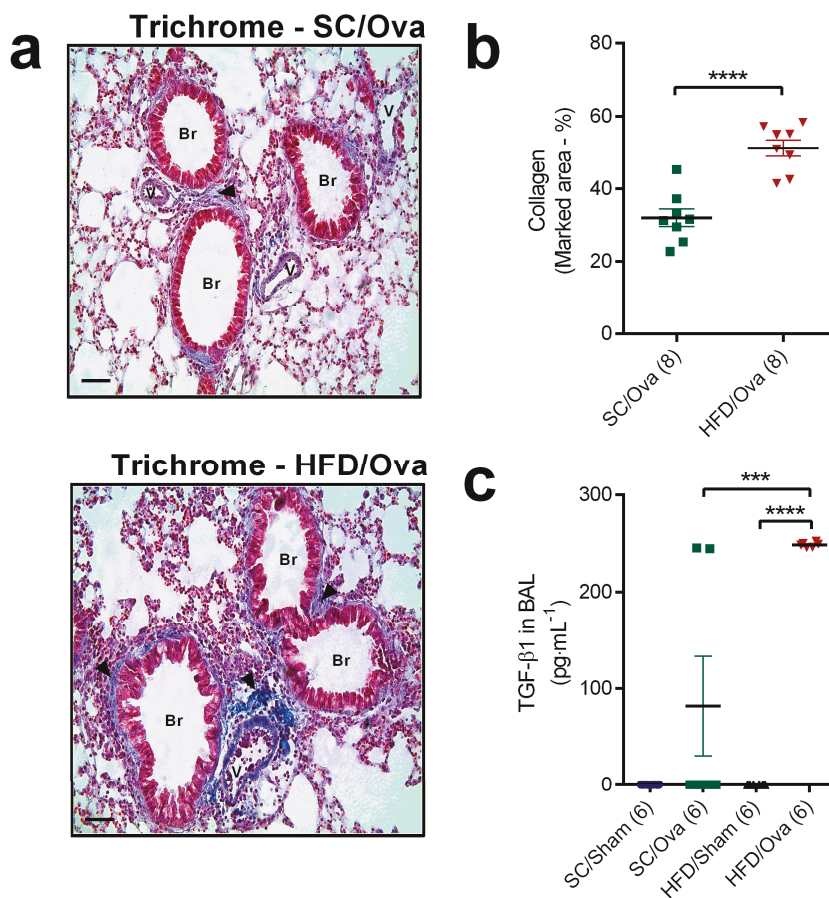 a
Trichrome - SC/Ova
Br
V
Br
V
Br
V
Trichrome - HFD/Ova
Br
Br
Br
V
b
Collagen
(Marked area - %)
80
60
40
20
0
****
SC/Ova (8)
HFD/Ova (8)
c
TGF-β1 in BAL
(pg·mL⁻¹)
300
200
100
0
***
****
SC/Sham (6)
SC/Ova (6)
HFD/Sham (6)
HFD/Ova (6)